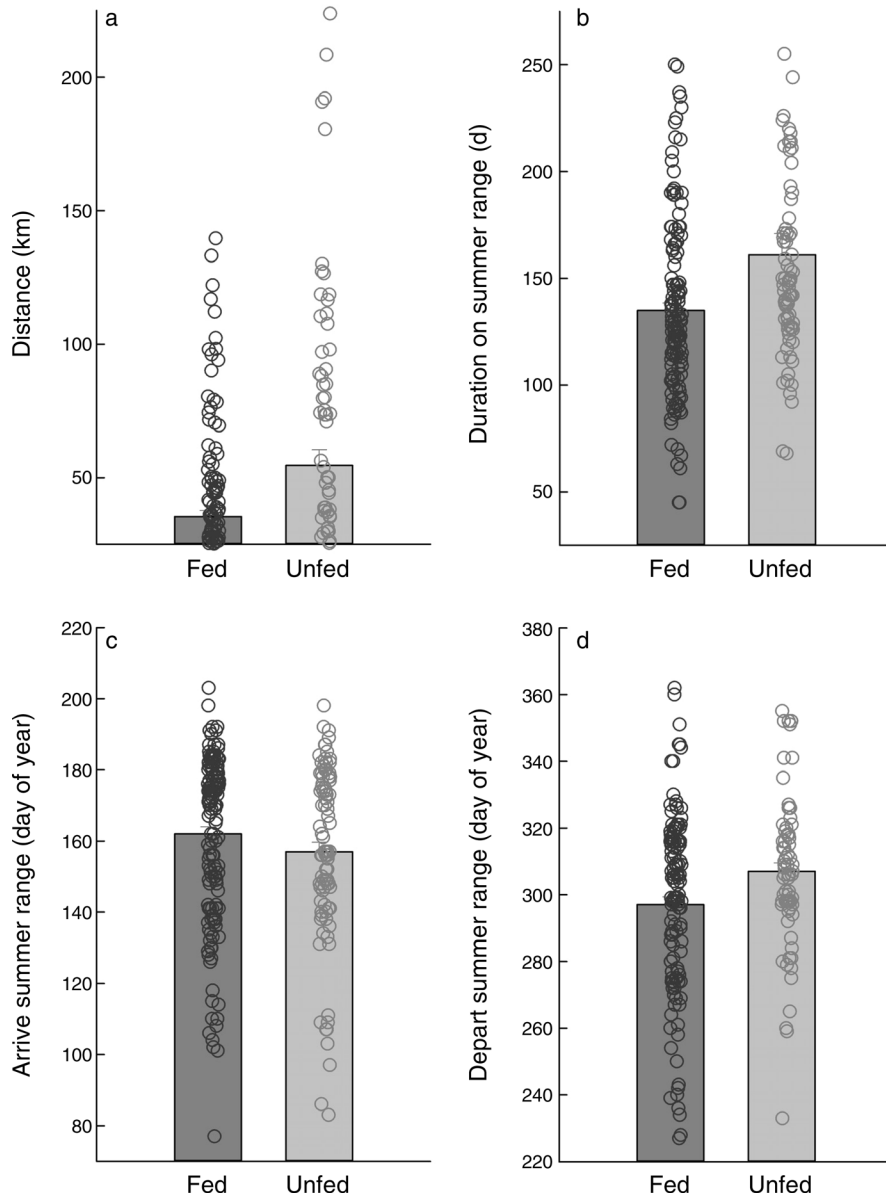 a
Distance (km)
200
150
100
50
Fed Unfed
b
Duration on summer range (d)
250
200
150
100
50
Fed Unfed
c
Arrive summer range (day of year)
220
200
180
160
140
120
100
80
Fed Unfed
d
Depart summer range (day of year)
380
360
340
320
300
280
260
240
220
Fed Unfed